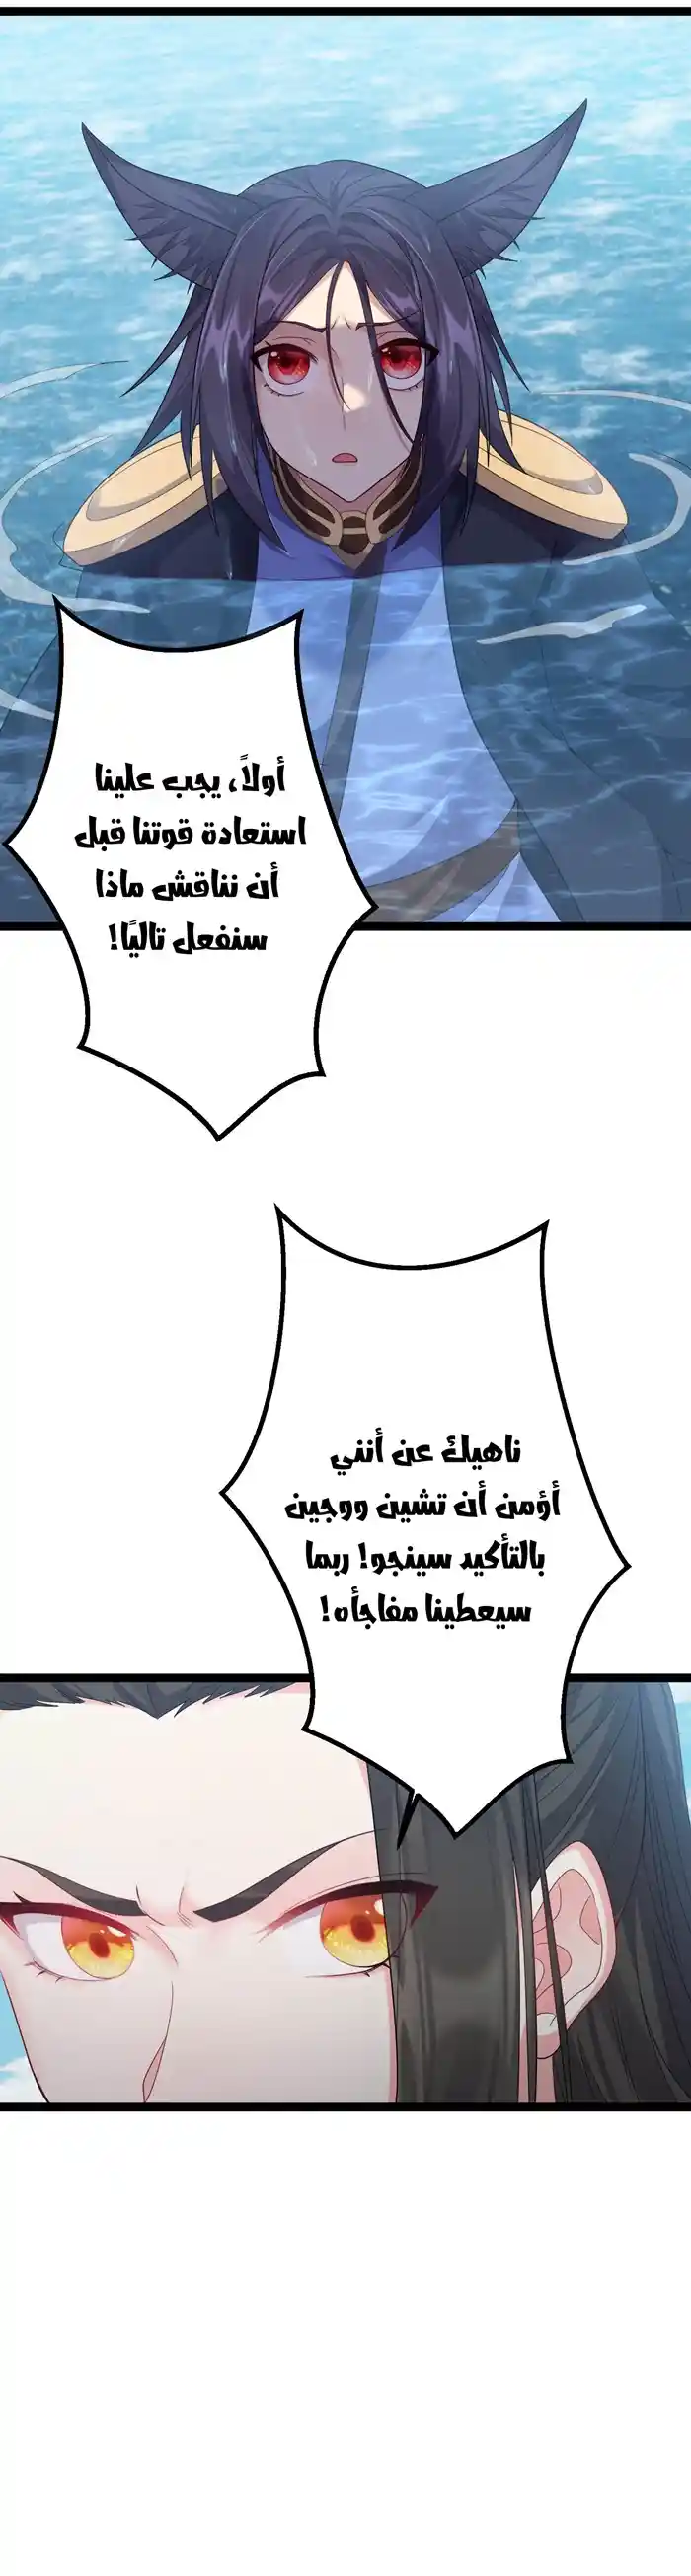 أولاً، يجب علينا
استعادة قوتنا قبل
أن نناقش ماذا
سنفعل تاليًا!
ناهيك عن أنني
أؤمن أن تشين ووجين
بالتأكيد سينجو! ربما
سيعطينا مفاجأه!